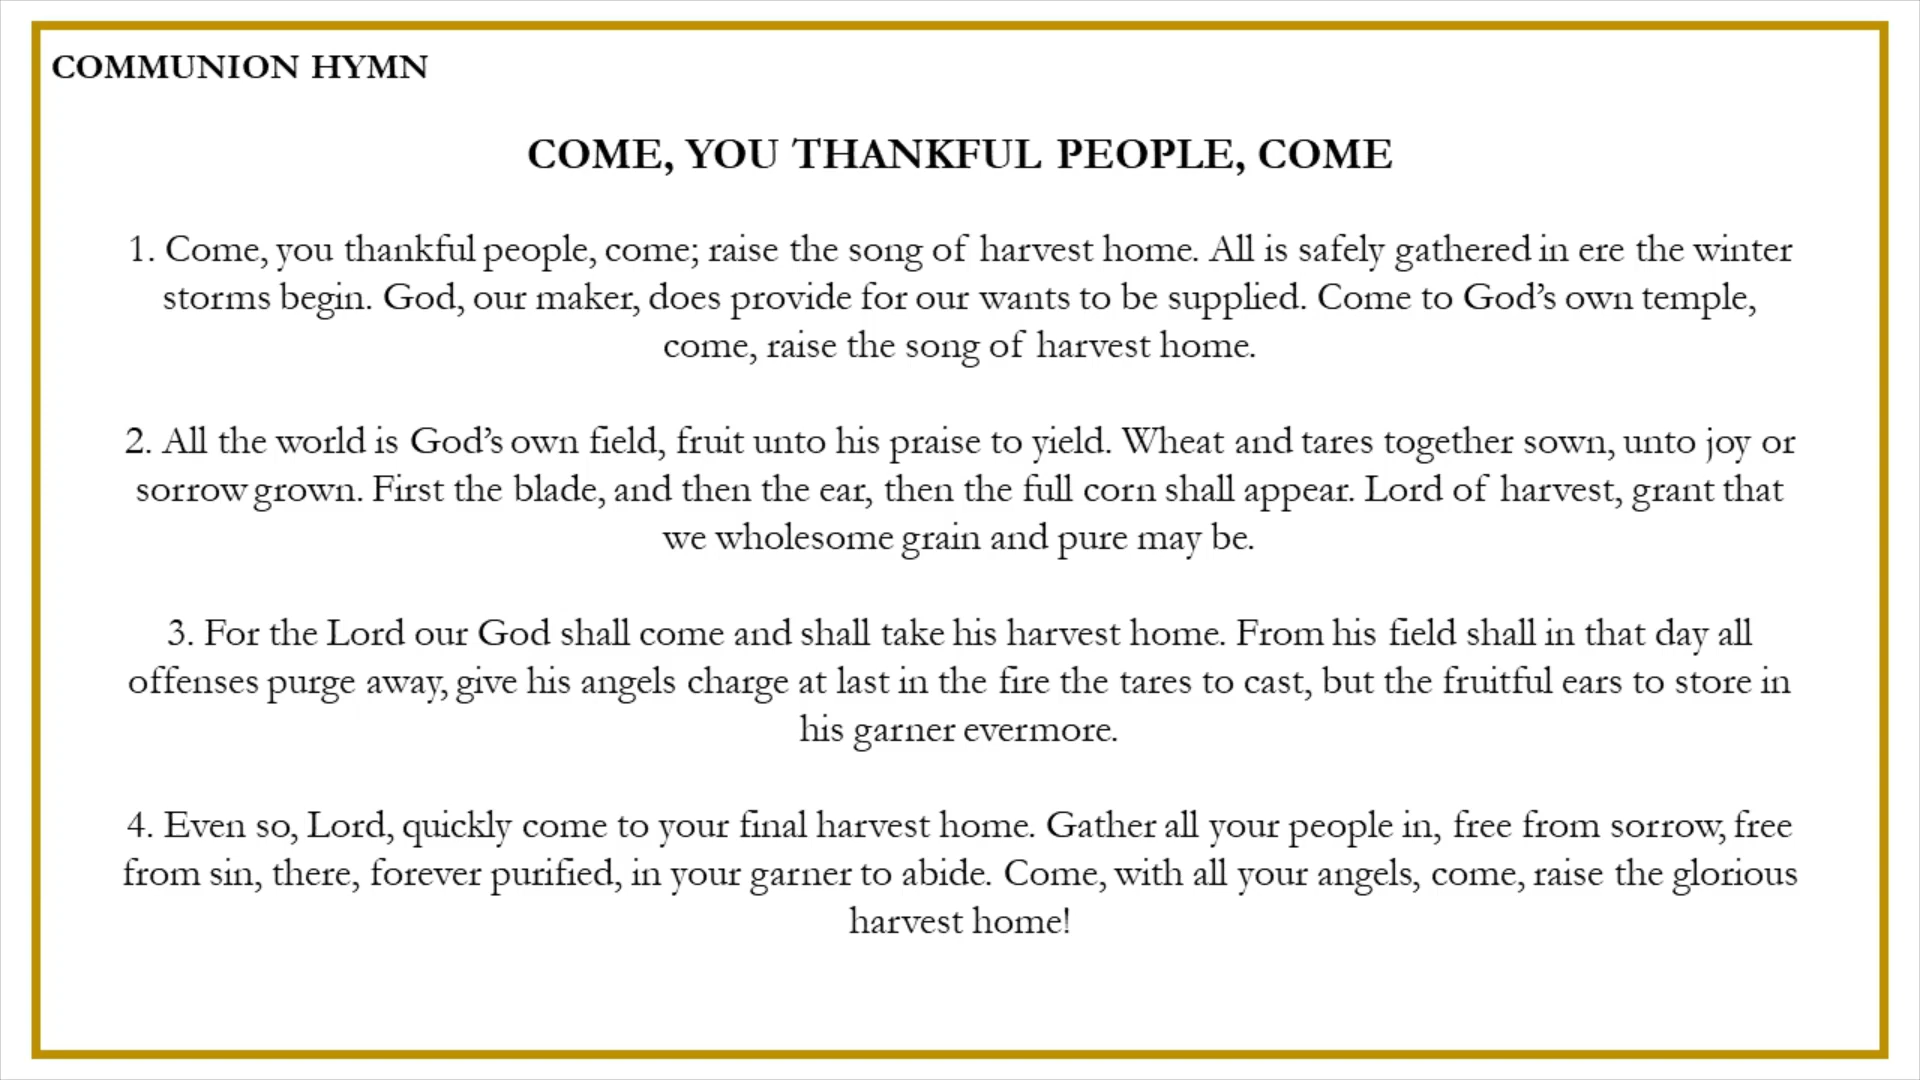 COMMUNION HYMN
COME, YOU THANKFUL PEOPLE, COME
1. Come, you thankful people, come; raise the song of harvest home. All is safely gathered in ere the winter
storms begin. God, our maker, does provide for our wants to be supplied. Come to God’s own temple,
come, raise the song of harvest home.
2. All the world is God’s own field, fruit unto his praise to yield. Wheat and tares together sown, unto joy or
sorrow grown. First the blade, and then the ear, then the full corn shall appear. Lord of harvest, grant that
we wholesome grain and pure may be.
3. For the Lord our God shall come and shall take his harvest home. From his field shall in that day all
offenses purge away, give his angels charge at last in the fire the tares to cast, but the fruitful ears to store in
his garner evermore.
4. Even so, Lord, quickly come to your final harvest home. Gather all your people in, free from sorrow, free
from sin, there, forever purified, in your garner to abide. Come, with all your angels, come, raise the glorious
harvest home!